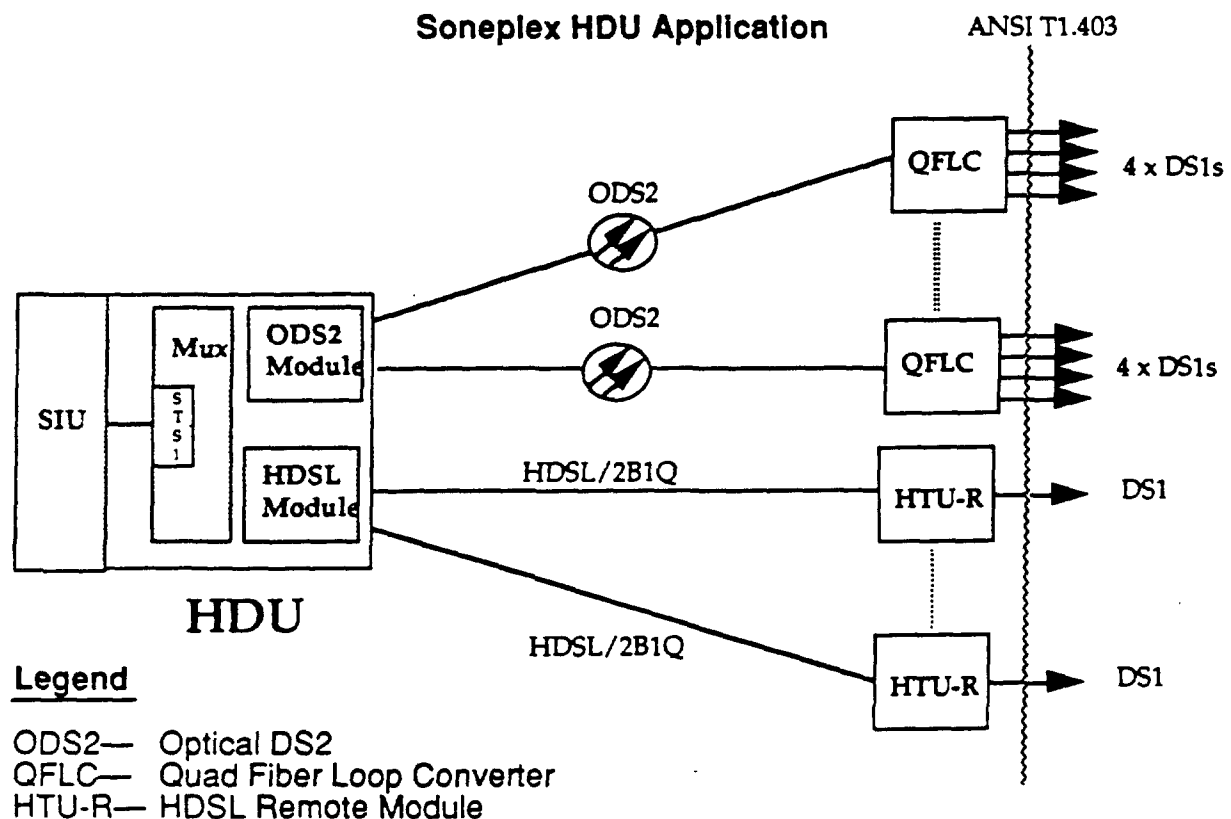 Soneplex HDU Application
ANSI T1.403
QFLC
4 x DS1s
ODS2
ODS2
QFLC
4 x DS1s
SIU
Mux
STS1
ODS2
Module
HDSL
Module
HDSL/2B1Q
HTU-R
DS1
HDU
HDSL/2B1Q
HTU-R
DS1
Legend
ODS2— Optical DS2
QFLC— Quad Fiber Loop Converter
HTU-R— HDSL Remote Module